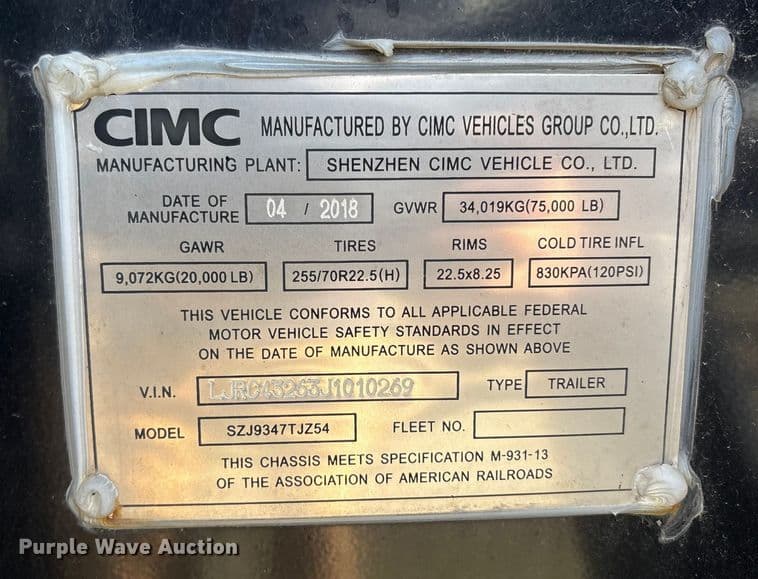 CIMC MANUFACTURED BY CIMC VEHICLES GROUP CO.,LTD.
MANUFACTURING PLANT: SHENZHEN CIMC VEHICLE CO., LTD.
DATE OF MANUFACTURE 04 / 2018 GVWR 34,019KG(75,000 LB)
GAWR TIRES RIMS COLD TIRE INFL
9,072KG(20,000 LB) 255/70R22.5(H) 22.5x8.25 830KPA(120PSI)
THIS VEHICLE CONFORMS TO ALL APPLICABLE FEDERAL
MOTOR VEHICLE SAFETY STANDARDS IN EFFECT
ON THE DATE OF MANUFACTURE AS SHOWN ABOVE
V.I.N. LJRC43263J1010269 TYPE TRAILER
MODEL SZJ9347TJZ54 FLEET NO.
THIS CHASSIS MEETS SPECIFICATION M-931-13
OF THE ASSOCIATION OF AMERICAN RAILROADS
Purple Wave Auction